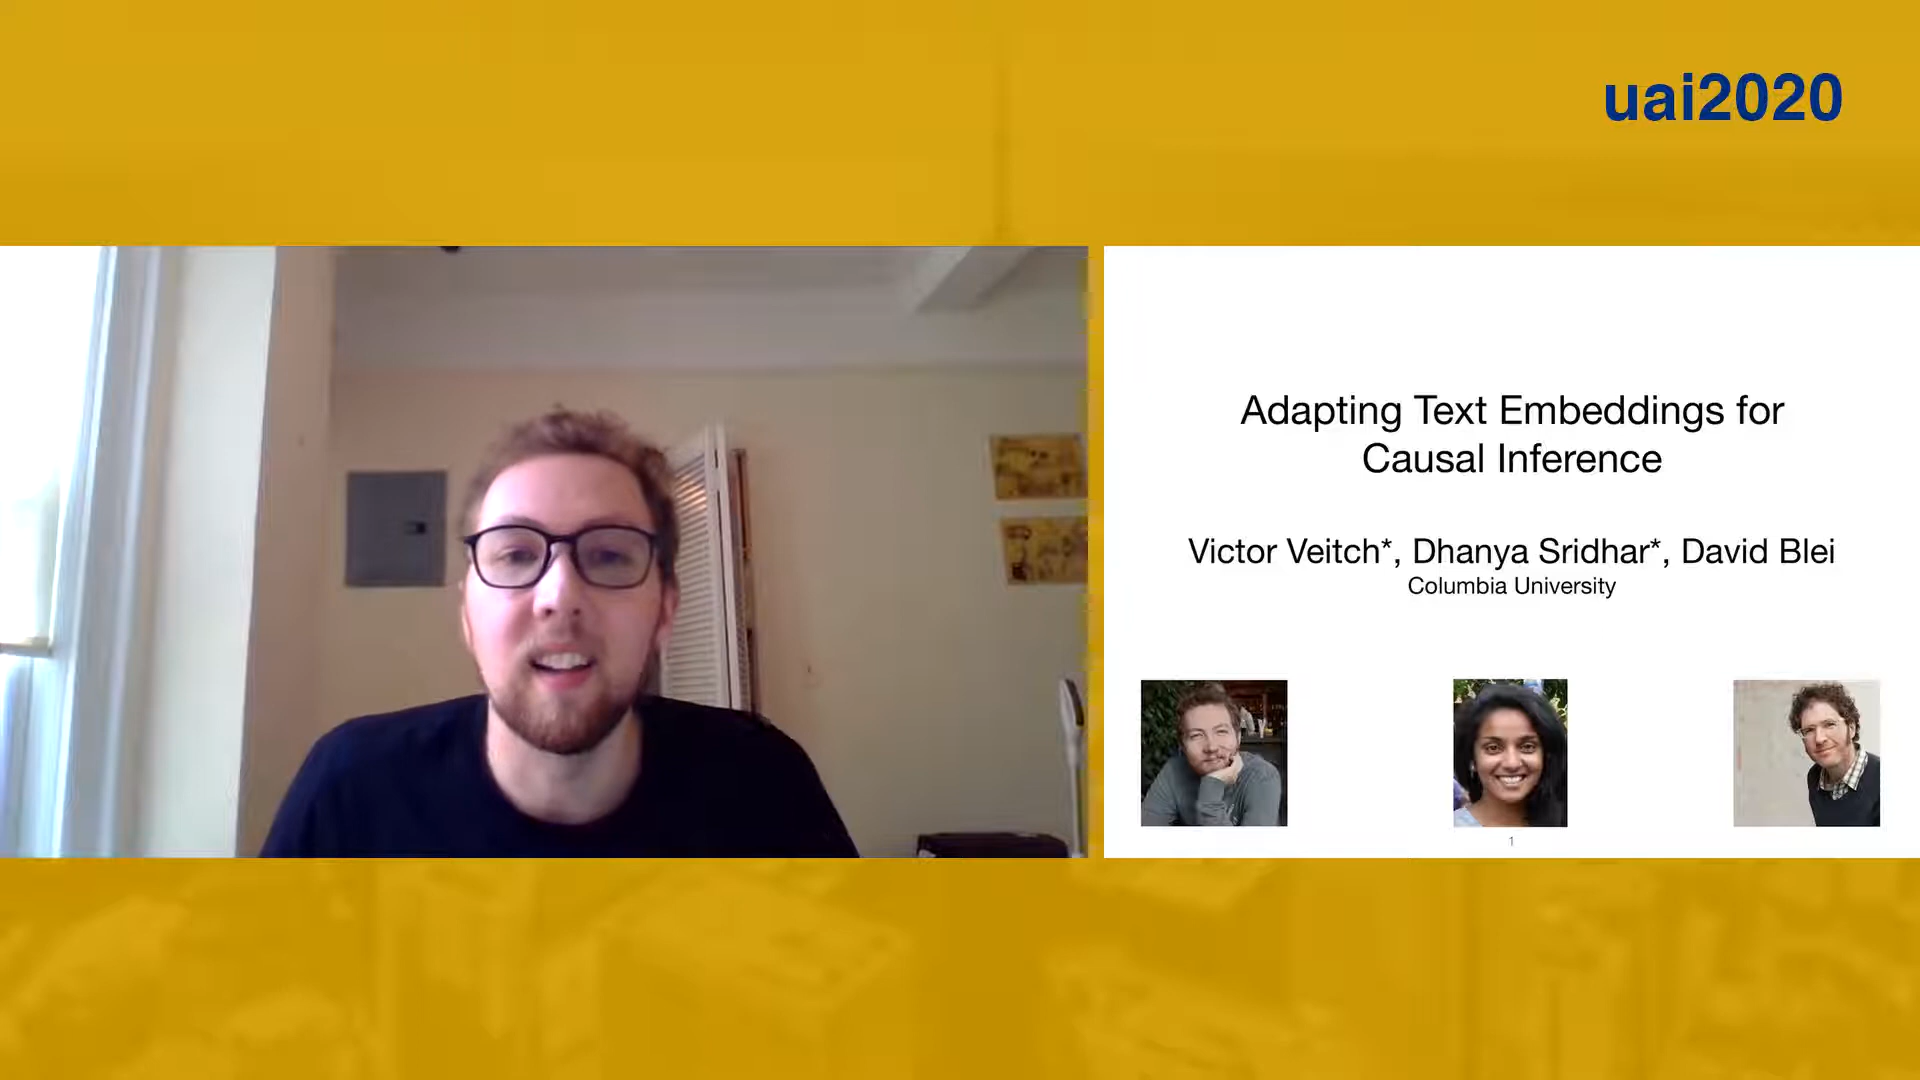 uai2020
Adapting Text Embeddings for
Causal Inference
Victor Veitch*, Dhanya Sridhar*, David Blei
Columbia University
1